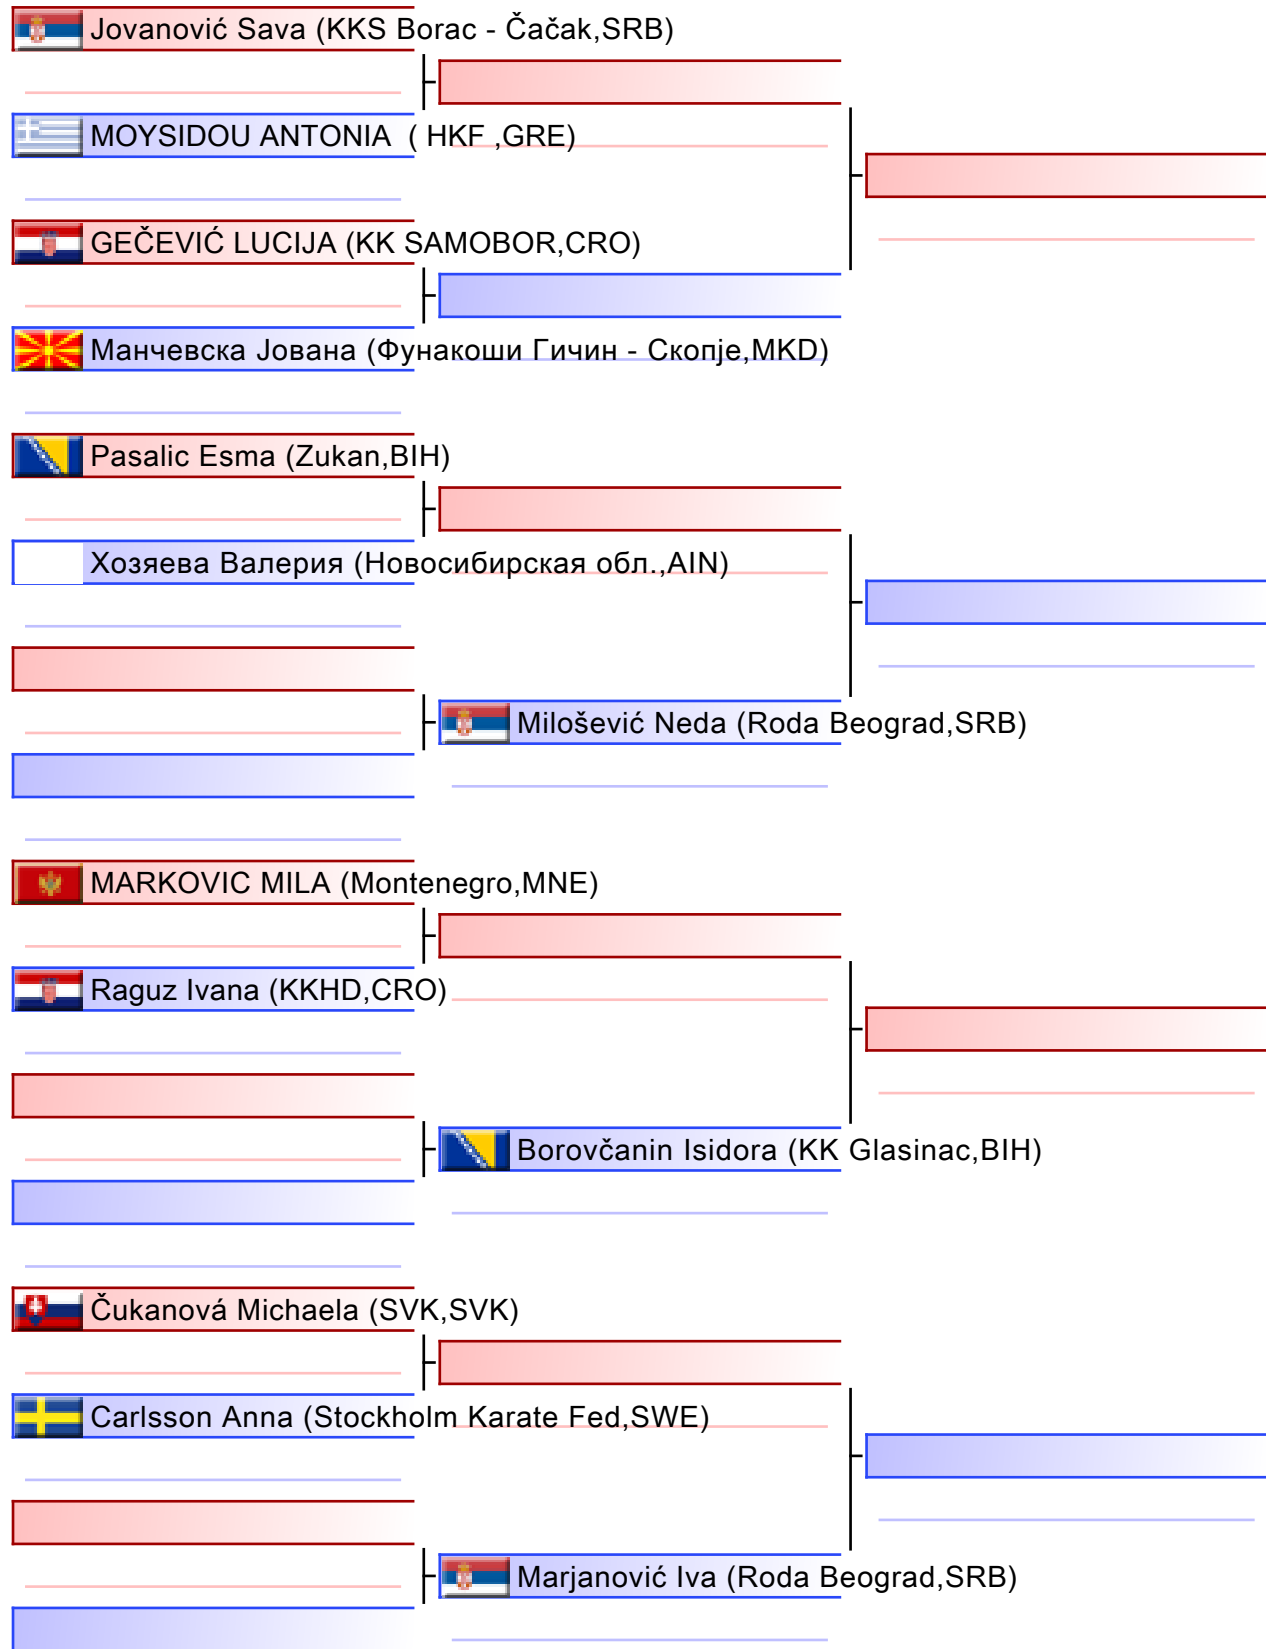 Jovanović Sava (KKS Borac - Čačak,SRB)
MOYSIDOU ANTONIA ( HKF ,GRE)
GEČEVIĆ LUCIJA (KK SAMOBOR,CRO)
Манчевска Јована (Фунакоши Гичин - Скопје,MKD)
Pasalic Esma (Zukan,BIH)
Хозяева Валерия (Новосибирская обл.,AIN)
Milošević Neda (Roda Beograd,SRB)
MARKOVIC MILA (Montenegro,MNE)
Raguz Ivana (KKHD,CRO)
Borovčanin Isidora (KK Glasinac,BIH)
Čukanová Michaela (SVK,SVK)
Carlsson Anna (Stockholm Karate Fed,SWE)
Marjanović Iva (Roda Beograd,SRB)